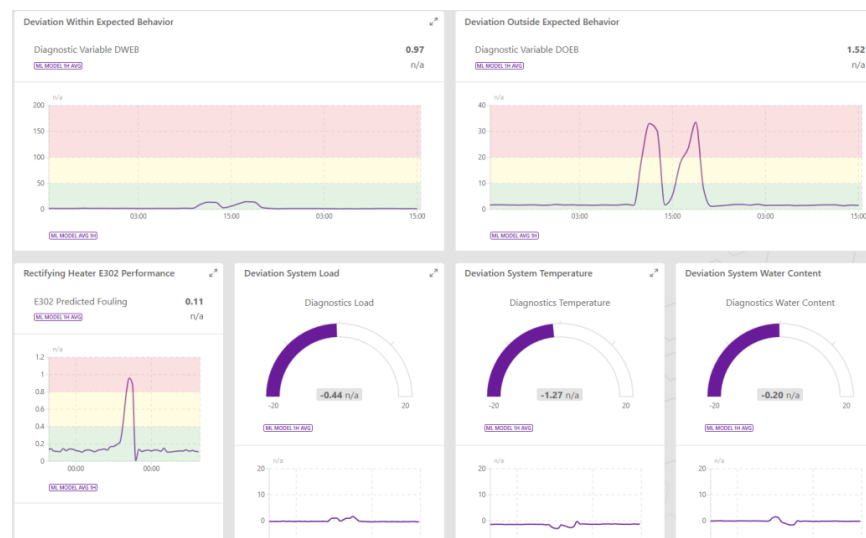 Deviation Within Expected Behavior
Diagnostic Variable DWEB 0.97
ML MODEL 1H AVG n/a
n/a
200
150
100
50
0
03:00 15:00 03:00 15:00
ML MODEL AVG 1H
Deviation Outside Expected Behavior
Diagnostic Variable DOEB 1.52
ML MODEL 1H AVG n/a
n/a
40
30
20
10
0
03:00 15:00 03:00 15:00
ML MODEL AVG 1H
Rectifying Heater E302 Performance
E302 Predicted Fouling 0.11
ML MODEL 1H AVG n/a
n/a
1.2
1
0.8
0.6
0.4
0.2
0
00:00 00:00
ML MODEL AVG 1H
Deviation System Load
Diagnostics Load
-0.44 n/a
-20 20
ML MODEL 1H AVG
n/a
20
10
0
Deviation System Temperature
Diagnostics Temperature
-1.27 n/a
-20 20
ML MODEL 1H AVG
n/a
20
10
0
Deviation System Water Content
Diagnostics Water Content
-0.20 n/a
-20 20
ML MODEL 1H AVG
n/a
20
10
0